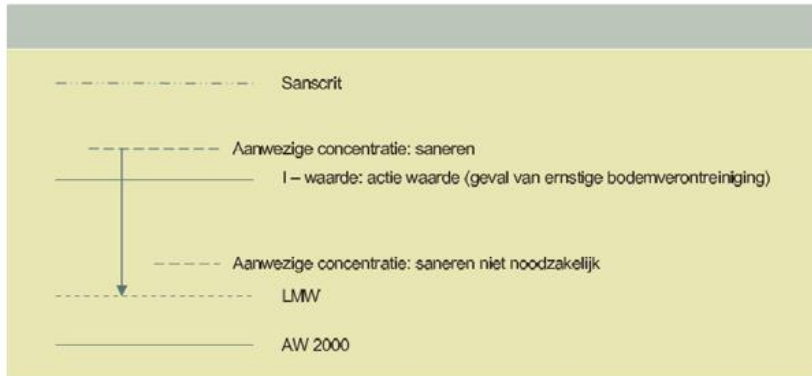 Sanscrit
Aanwezige concentratie: saneren
I – waarde: actie waarde (geval van ernstige bodemverontreiniging)
Aanwezige concentratie: saneren niet noodzakelijk
LMW
AW 2000